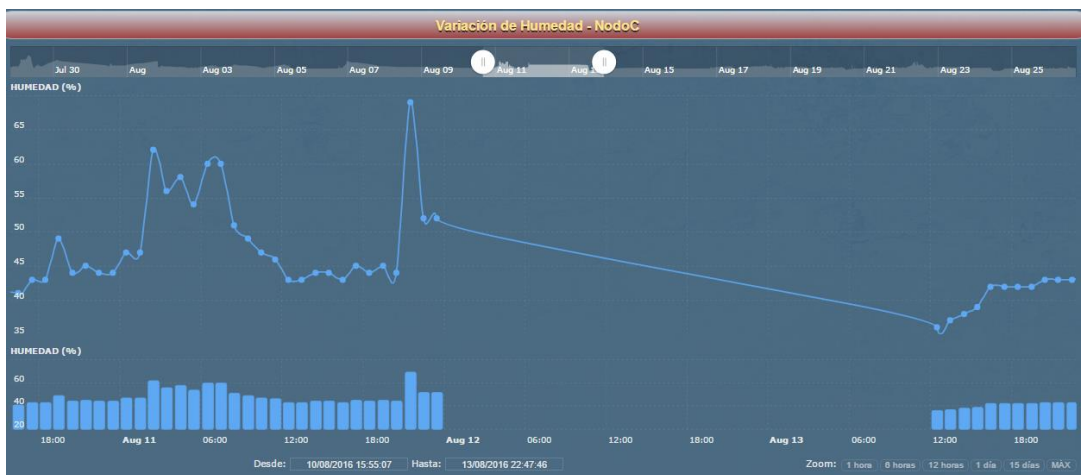 Variación de Humedad - NodoC
Jul 30 Aug Aug 03 Aug 05 Aug 07 Aug 09 Aug 11 Aug Aug 15 Aug 17 Aug 19 Aug 21 Aug 23 Aug 25
HUMEDAD (%)
65
60
55
50
45
40
35
HUMEDAD (%)
60
40
20
18:00 Aug 11 06:00 12:00 18:00 Aug 12 06:00 12:00 18:00 Aug 13 06:00 12:00 18:00
Desde: 10/08/2016 15:55:07 Hasta: 13/08/2016 22:47:46 Zoom: 1 hora 6 horas 12 horas 1 día 15 días MÀX